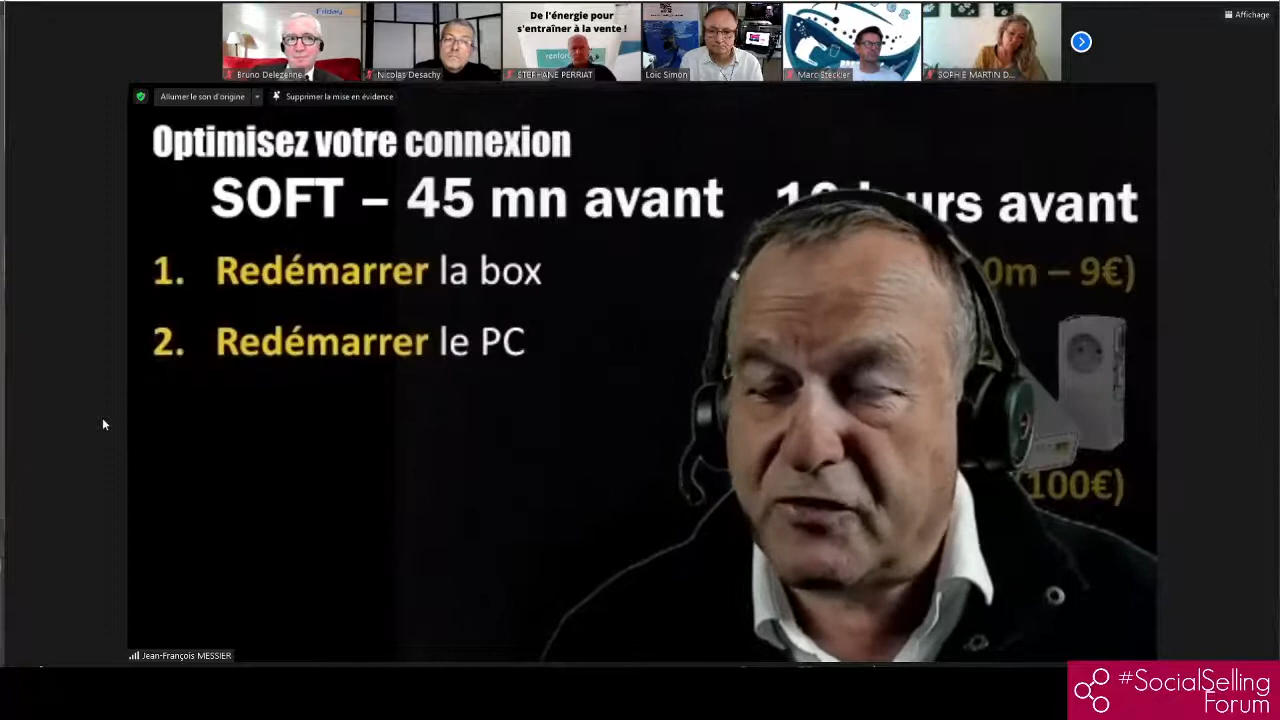 Friday
De l'énergie pour
s'entraîner à la vente !
Bruno Delezenne
Nicolas Desachy
STEPHANE PERRIAT
Loic Simon
Marc Steckler
SOPHIE MARTIN D...
Affichage
Allumer le son d'origine
Supprimer la mise en évidence
Optimisez votre connexion
SOFT – 45 mn avant
avant
1. Redémarrer la box
– 9€)
2. Redémarrer le PC
(100€)
Jean-François MESSIER
#SocialSelling
Forum